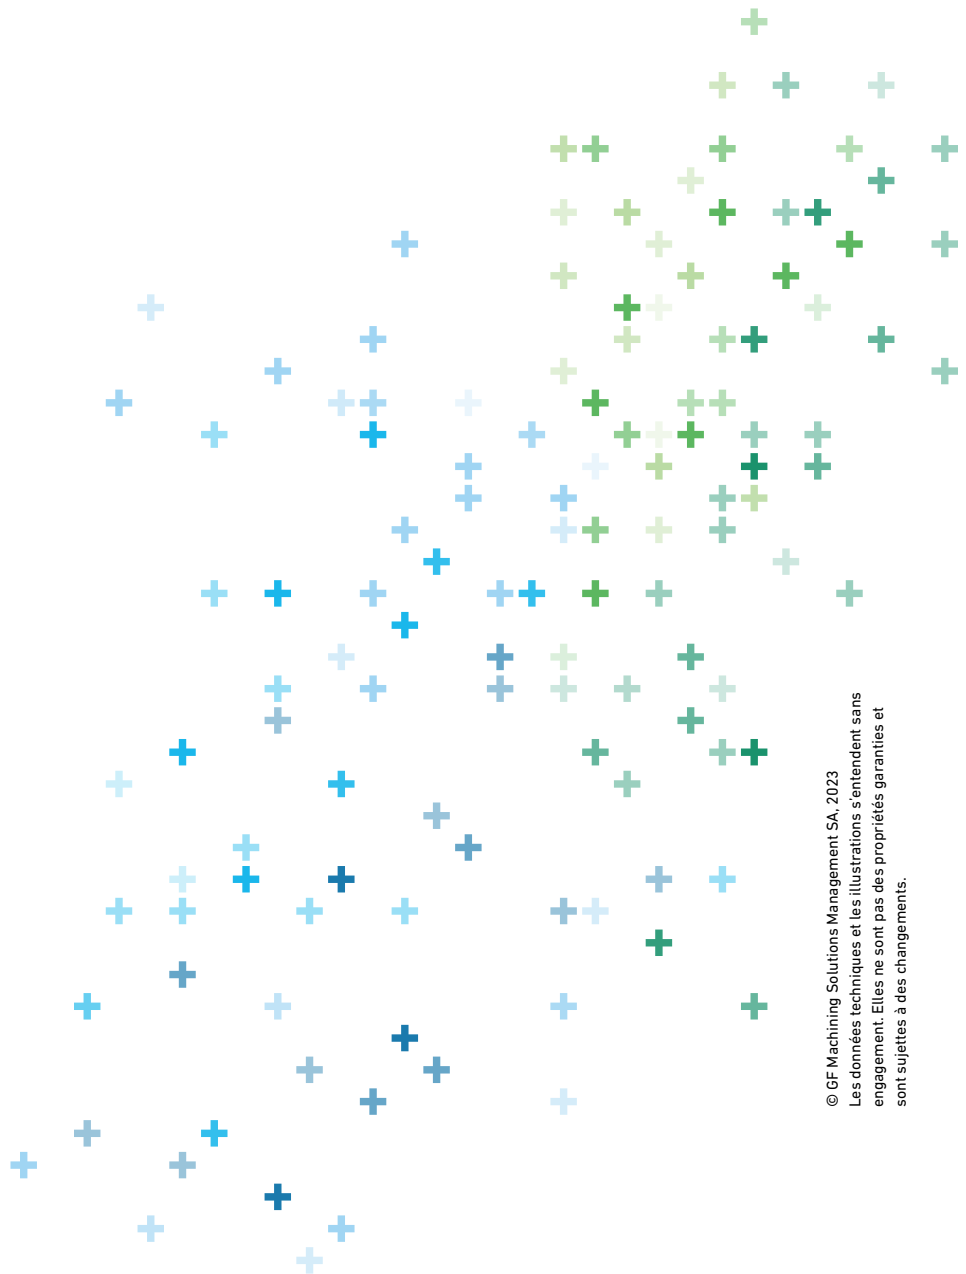 © GF Machining Solutions Management SA, 2023
Les données techniques et les illustrations s'entendent sans
engagement. Elles ne sont pas des propriétés garanties et
sont sujettes à des changements.